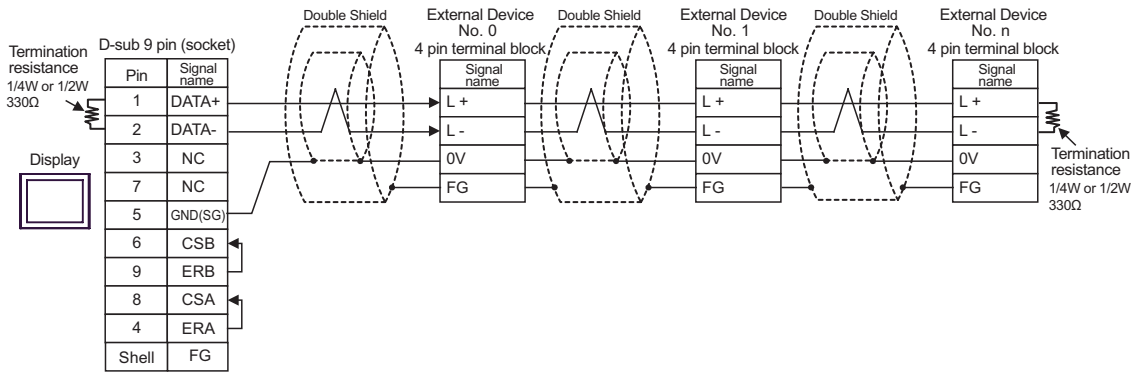 Double Shield
External Device
No. 0
4 pin terminal block
Double Shield
External Device
No. 1
4 pin terminal block
Double Shield
External Device
No. n
4 pin terminal block
Termination
resistance
1/4W or 1/2W
330Ω
Display
D-sub 9 pin (socket)
Pin Signal name
1 DATA+
2 DATA-
3 NC
7 NC
5 GND(SG)
6 CSB
9 ERB
8 CSA
4 ERA
Shell FG
Signal
name
L +
L -
0V
FG
Signal
name
L +
L -
0V
FG
Signal
name
L +
L -
0V
FG
Termination
resistance
1/4W or 1/2W
330Ω